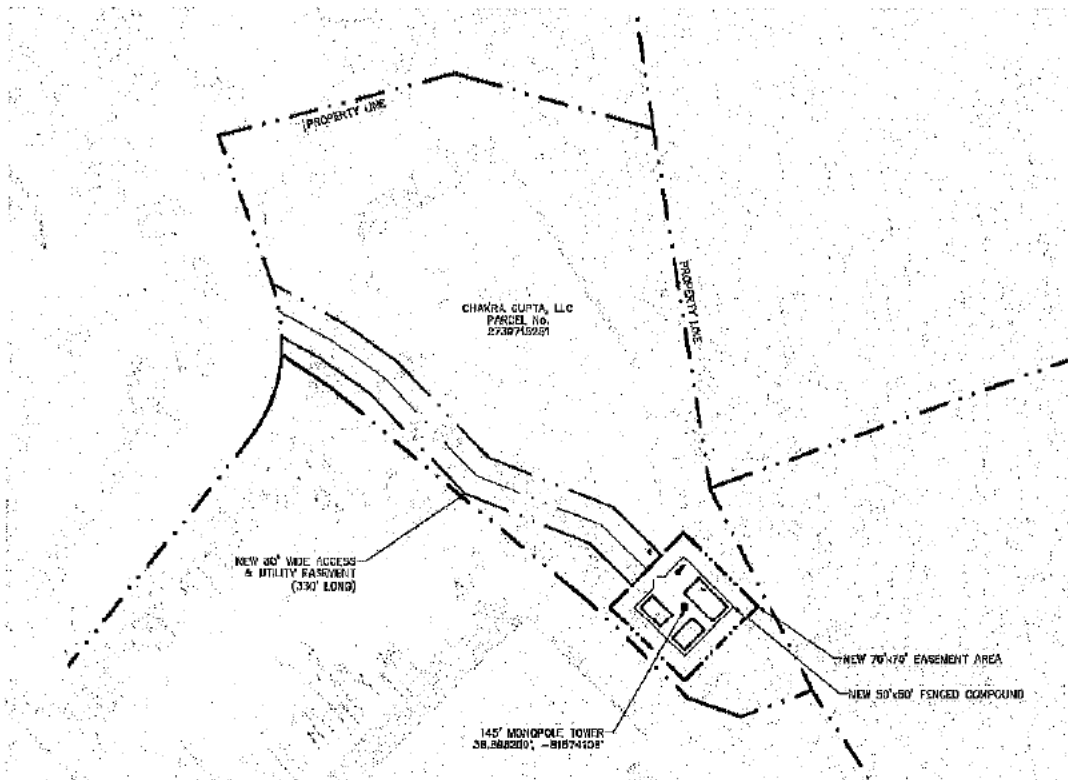 PROPERTY LINE
PROPERTY LINE
CHAKRA GUPTA, LLC
PARCEL No.
NEW WIDE ACCESS
& UTILITY EASEMENT
(330' LONG)
NEW 70'x70' EASEMENT AREA
NEW 50'x50' FENCED COMPOUND
145' MONOPOLE TOWER